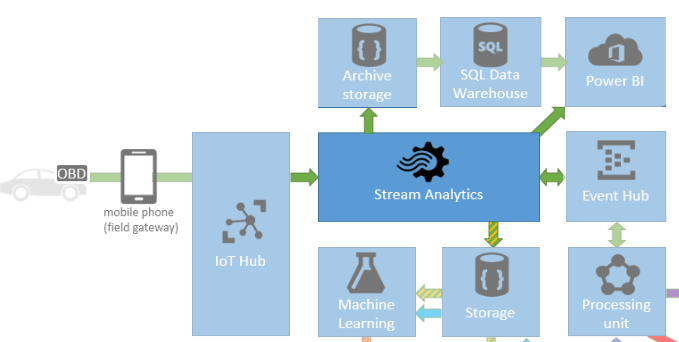 Archive
storage
SQL
SQL Data
Warehouse
Power BI
OBD
mobile phone
(field gateway)
IoT Hub
Stream Analytics
Event Hub
Machine
Learning
Storage
Processing
unit